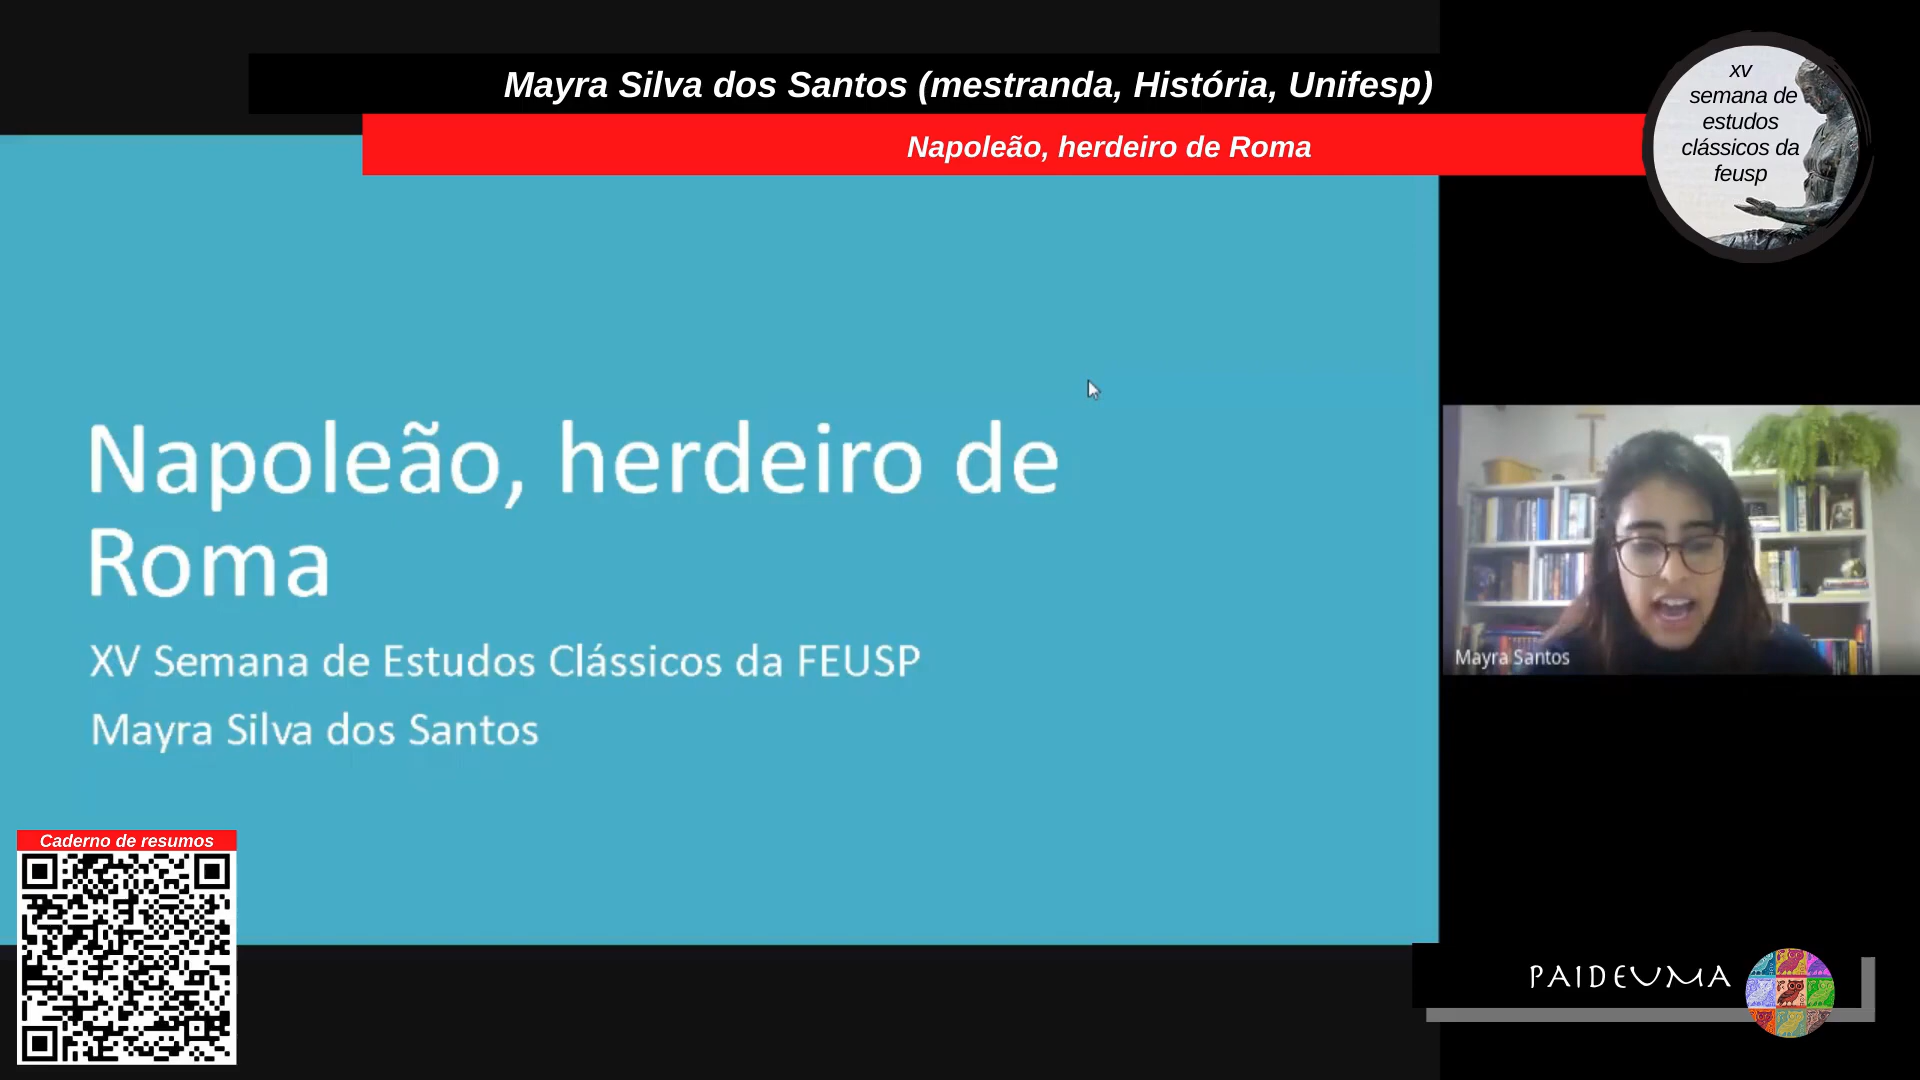 Mayra Silva dos Santos (mestranda, História, Unifesp)
Napoleão, herdeiro de Roma
xv
semana de
estudos
clássicos da
feusp
Napoleão, herdeiro de
Roma
XV Semana de Estudos Clássicos da FEUSP
Mayra Silva dos Santos
Mayra Santos
Caderno de resumos
PAIDEUMA